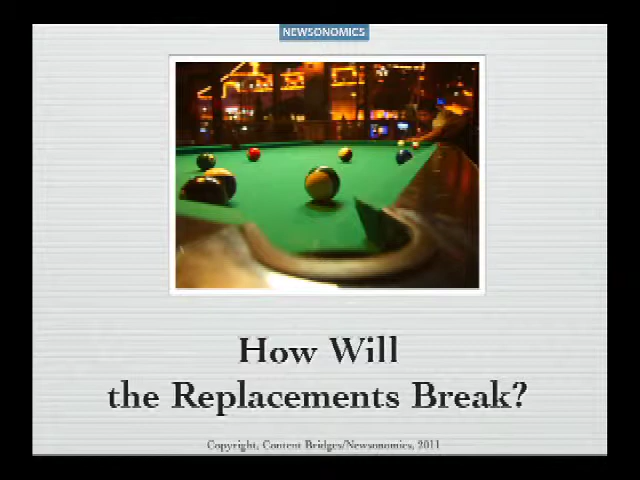 NEWSONOMICS
How Will
the Replacements Break?
Copyright, Content Bridges/Newsonomics, 2011